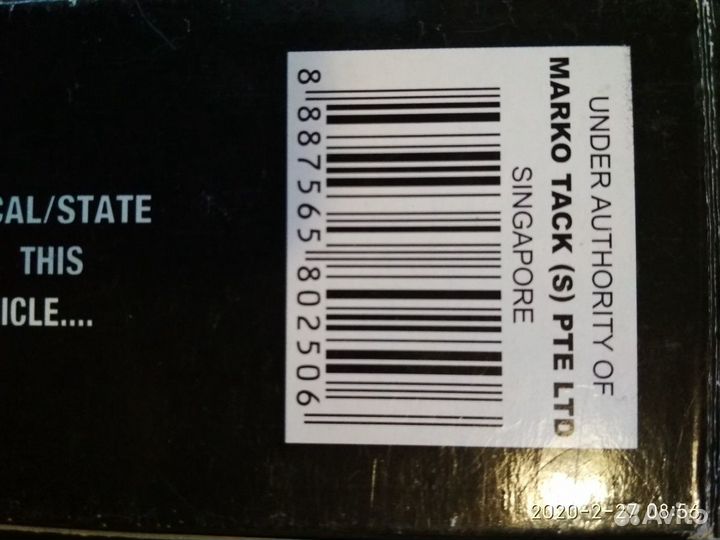 CAL/STATE
THIS
ICLE....
UNDER AUTHORITY OF
MARKO TACK (S) PTE LTD
SINGAPORE
8 887565 802506
2020-2-27 08:56
Avito